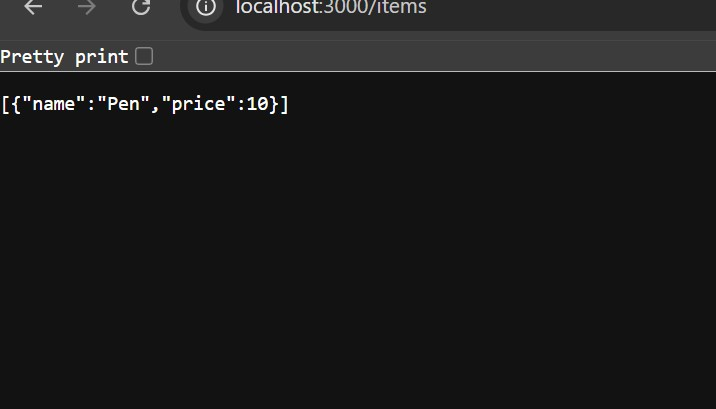 localhost:3000/items
Pretty print
[{"name":"Pen","price":10}]